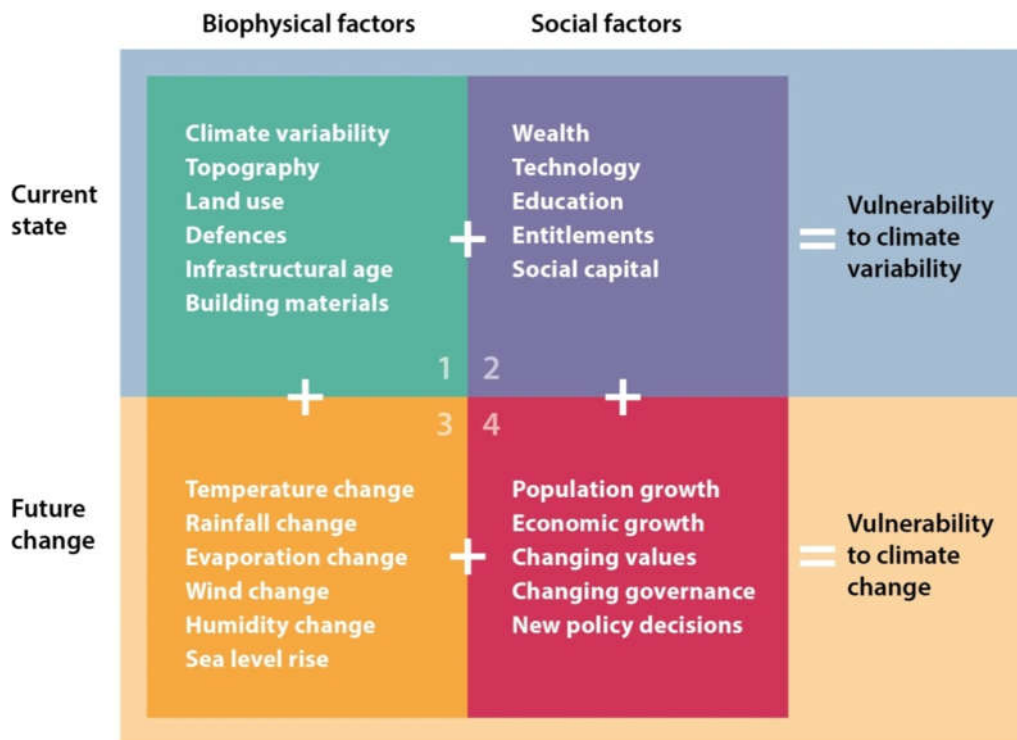 Biophysical factors
Social factors
Current
state
Climate variability
Topography
Land use
Defences
Infrastructural age
Building materials
+
Wealth
Technology
Education
Entitlements
Social capital
=
Vulnerability
to climate
variability
1
2
+
+
3
4
Future
change
Temperature change
Rainfall change
Evaporation change
Wind change
Humidity change
Sea level rise
+
Population growth
Economic growth
Changing values
Changing governance
New policy decisions
=
Vulnerability
to climate
change